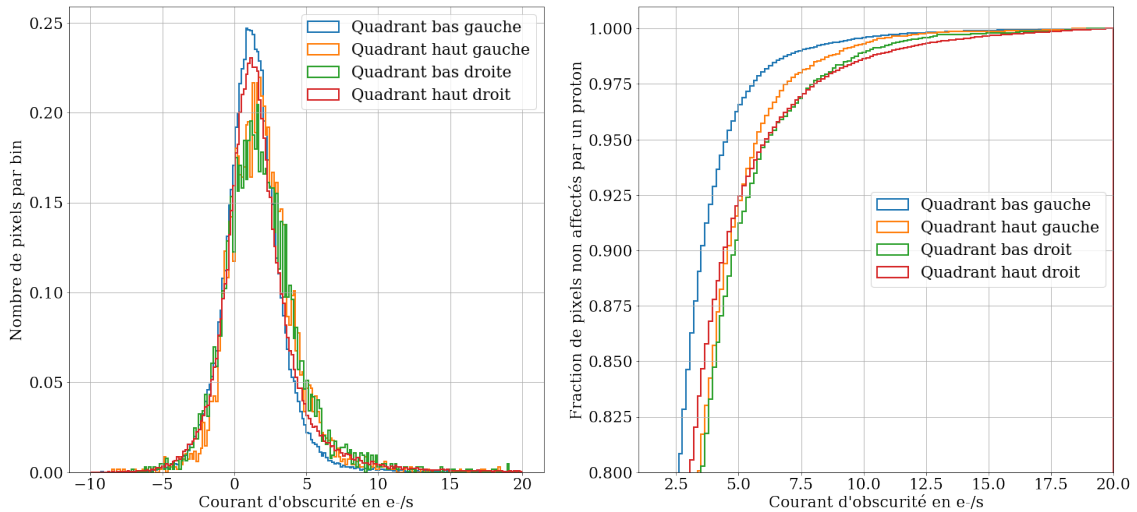 Nombre de pixels par bin
0.25
0.20
0.15
0.10
0.05
0.00
−10
−5
0
5
10
15
20
Courant d'obscurité en e-/s
Quadrant bas gauche
Quadrant haut gauche
Quadrant bas droite
Quadrant haut droit
Fraction de pixels non affectés par un proton
1.000
0.975
0.950
0.925
0.900
0.875
0.850
0.825
0.800
2.5
5.0
7.5
10.0
12.5
15.0
17.5
20.0
Courant d'obscurité en e-/s
Quadrant bas gauche
Quadrant haut gauche
Quadrant bas droit
Quadrant haut droit